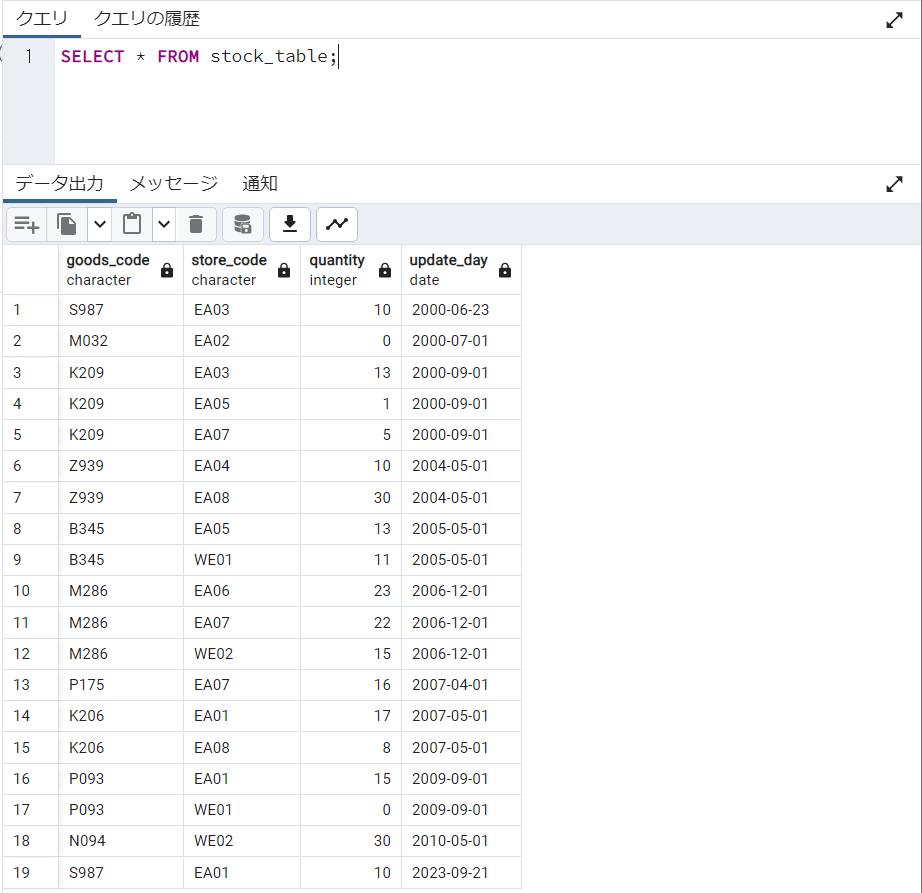 クエリ クエリの履歴
1 SELECT * FROM stock_table;
データ出力 メッセージ 通知
goods_code store_code quantity update_day
character character integer date
1 S987 EA03 10 2000-06-23
2 M032 EA02 0 2000-07-01
3 K209 EA03 13 2000-09-01
4 K209 EA05 1 2000-09-01
5 K209 EA07 5 2000-09-01
6 Z939 EA04 10 2004-05-01
7 Z939 EA08 30 2004-05-01
8 B345 EA05 13 2005-05-01
9 B345 WE01 11 2005-05-01
10 M286 EA06 23 2006-12-01
11 M286 EA07 22 2006-12-01
12 M286 WE02 15 2006-12-01
13 P175 EA07 16 2007-04-01
14 K206 EA01 17 2007-05-01
15 K206 EA08 8 2007-05-01
16 P093 EA01 15 2009-09-01
17 P093 WE01 0 2009-09-01
18 N094 WE02 30 2010-05-01
19 S987 EA01 10 2023-09-21